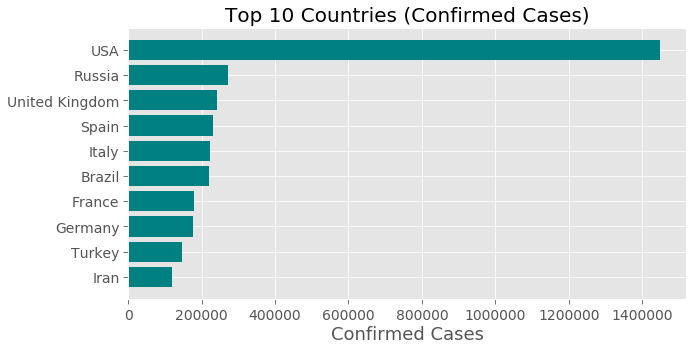 Top 10 Countries (Confirmed Cases)
USA
Russia
United Kingdom
Spain
Italy
Brazil
France
Germany
Turkey
Iran
0 200000 400000 600000 800000 1000000 1200000 1400000
Confirmed Cases